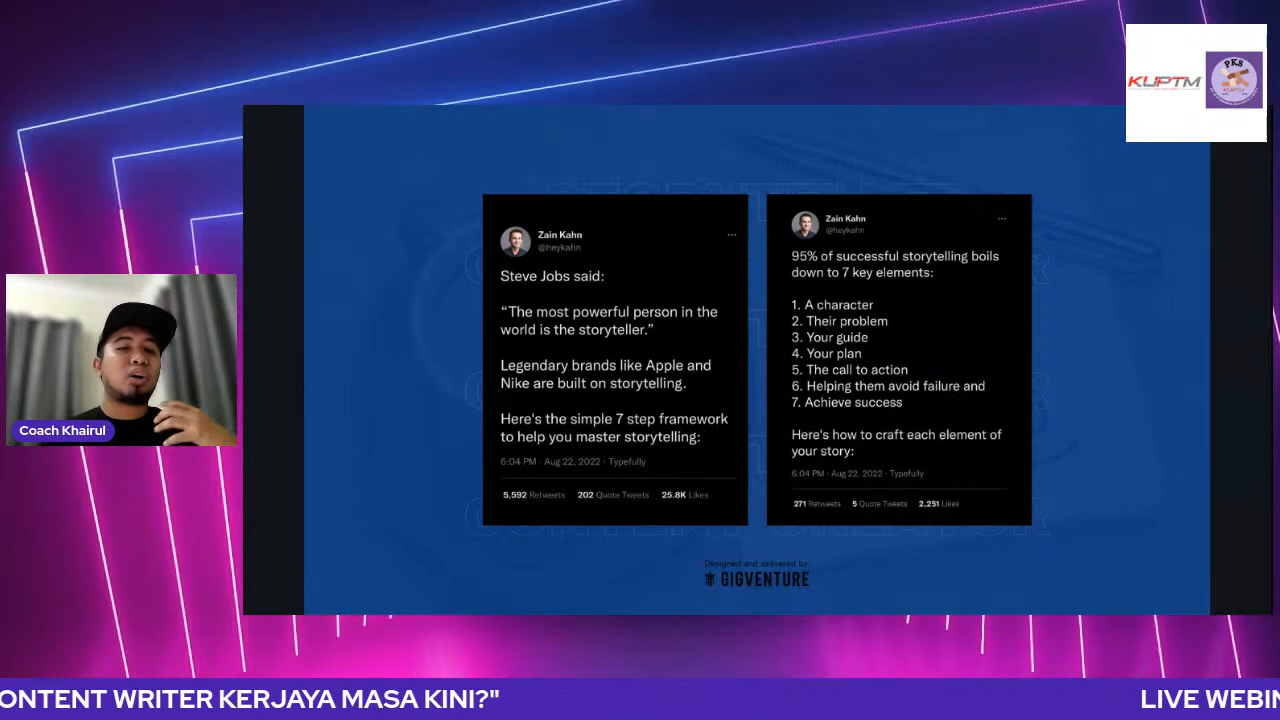 KUPTM
PKS
Zain Kahn
@heykahn
Steve Jobs said:
“The most powerful person in the
world is the storyteller.”
Legendary brands like Apple and
Nike are built on storytelling.
Here's the simple 7 step framework
to help you master storytelling:
6:04 PM · Aug 22, 2022 · Typefully
5,592 Retweets 202 Quote Tweets 25.8K Likes
Zain Kahn
@heykahn
95% of successful storytelling boils
down to 7 key elements:
1. A character
2. Their problem
3. Your guide
4. Your plan
5. The call to action
6. Helping them avoid failure and
7. Achieve success
Here's how to craft each element of
your story:
6:04 PM · Aug 22, 2022 · Typefully
271 Retweets 5 Quote Tweets 2,251 Likes
Designed and delivered by:
GIGVENTURE
Coach Khairul
ONTENT WRITER KERJAYA MASA KINI?" LIVE WEBIN